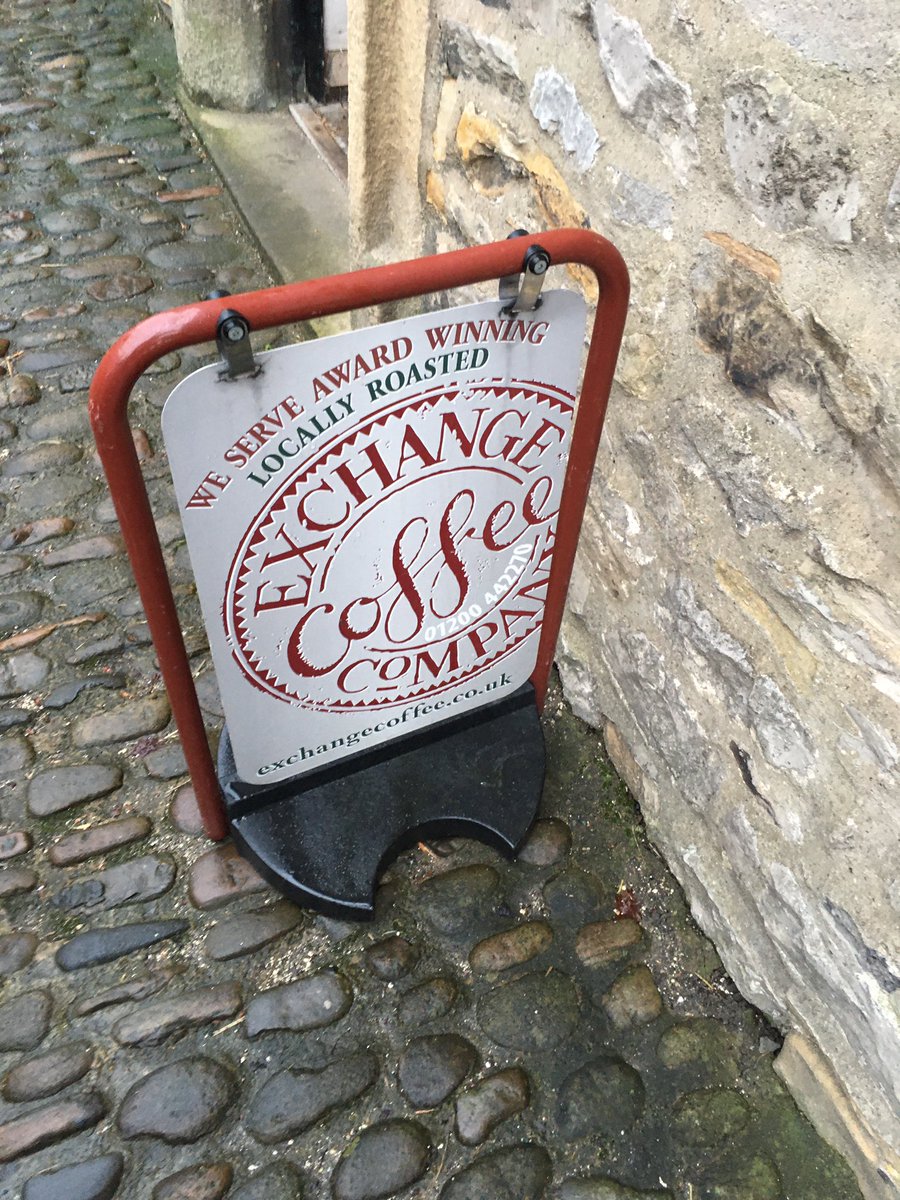 WE SERVE AWARD WINNING
LOCALLY ROASTED
EXCHANGE
Coffee
01200 442270
COMPANY
exchangecoffee.co.uk